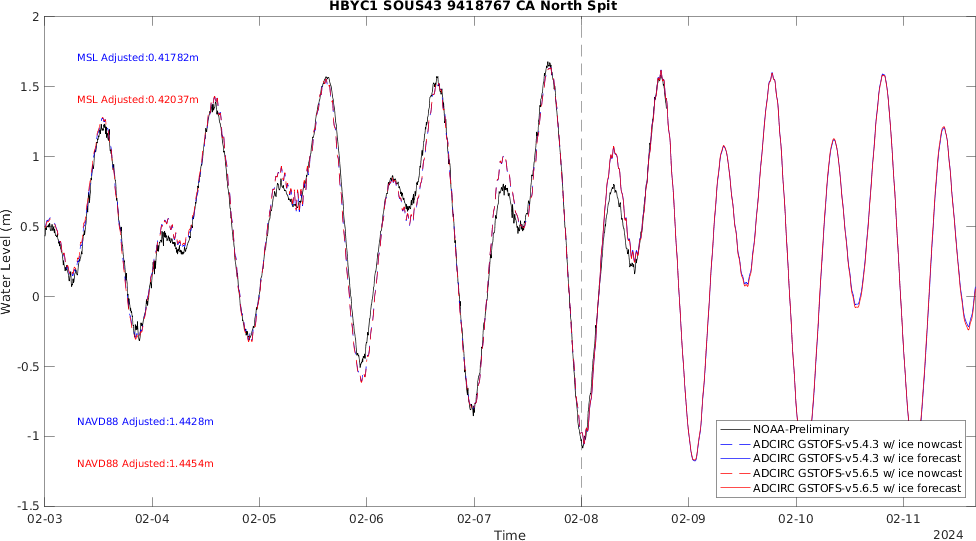 HBYC1 SOUS43 9418767 CA North Spit
2
1.5
1
0.5
0
-0.5
-1
-1.5
Water Level (m)
MSL Adjusted:0.41782m
MSL Adjusted:0.42037m
NAVD88 Adjusted:1.4428m
NAVD88 Adjusted:1.4454m
NOAA-Preliminary
ADCIRC GSTOFS-v5.4.3 w/ ice nowcast
ADCIRC GSTOFS-v5.4.3 w/ ice forecast
ADCIRC GSTOFS-v5.6.5 w/ ice nowcast
ADCIRC GSTOFS-v5.6.5 w/ ice forecast
02-03 02-04 02-05 02-06 02-07 02-08 02-09 02-10 02-11
Time
2024